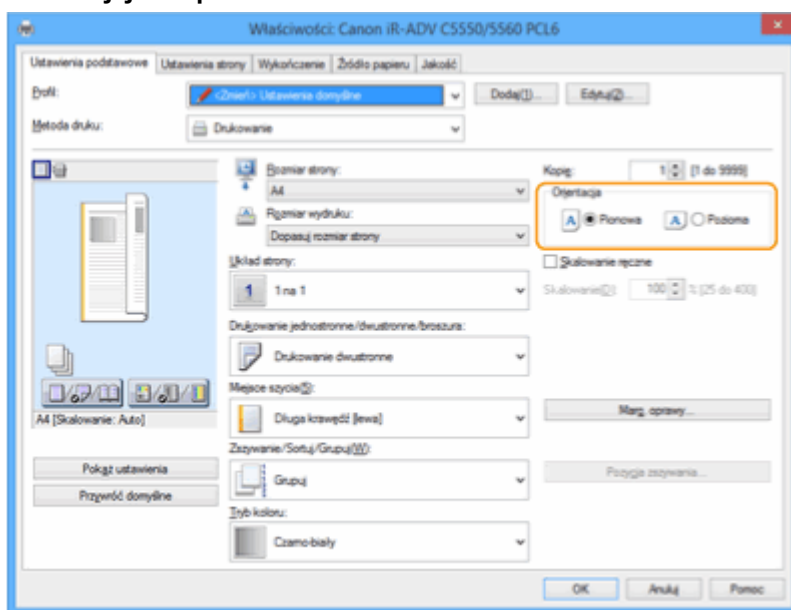 Właściwości: Canon iR-ADV C5550/5560 PCL6
Ustawienia podstawowe Ustawienia strony Wykończenie Źródło papieru Jakość
Profil: <Zmień> Ustawienia domyślne Dodaj(1)... Edytuj(2)...
Metoda druku: Drukowanie
Rozmiar strony: Kopie: 1 [1 do 9999]
A4 Orientacja
Rozmiar wydruku: A Pionowa A Pozioma
Dopasuj rozmiar strony
Układ strony: Skalowanie ręczne
1 1 na 1 Skalowanie(Q): 100 % [25 do 400]
Drukowanie jednostronne/dwustronne/broszura:
Drukowanie dwustronne
Miejsce szycia(S):
A4 [Skalowanie: Auto] Długa krawędź [lewa] Marg. oprawy...
Zszywanie/Sortuj/Grupuj(W):
Pokaż ustawienia Grupuj Pozycja zszywania...
Przywróć domyślne
Tryb koloru:
Czarno-biały
OK Anuluj Pomoc